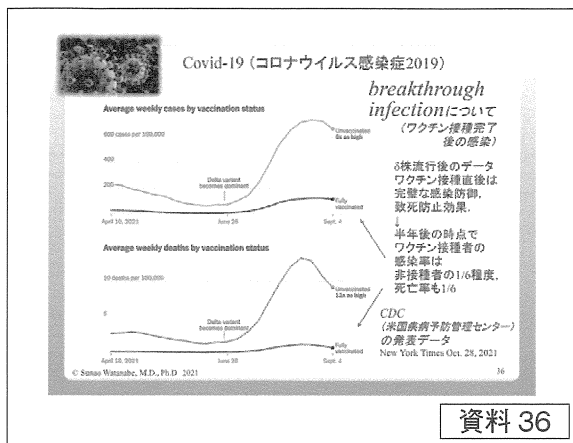 Covid-19 (コロナウイルス感染症2019)
breakthrough
infectionについて
(ワクチン接種完了
後の感染)
δ株流行後のデータ
ワクチン接種直後は
完璧な感染防御,
致死防止効果.
↓
半年後の時点で
ワクチン接種者の
感染率は
非接種者の1/6程度,
死亡率も1/6
CDC
(米国疾病予防管理センター)
の発表データ
New York Times Oct. 28, 2021
Average weekly cases by vaccination status
600 cases per 100,000
400
200
Delta variant
becomes dominant
Unvaccinated
Fully
vaccinated
April 10, 2021
June 26
Sept. 4
Average weekly deaths by vaccination status
10 deaths per 100,000
5
Delta variant
becomes dominant
Unvaccinated
Fully
vaccinated
April 10, 2021
June 26
Sept. 4
© Sunao Watanabe, M.D., Ph.D 2021
36
資料 36